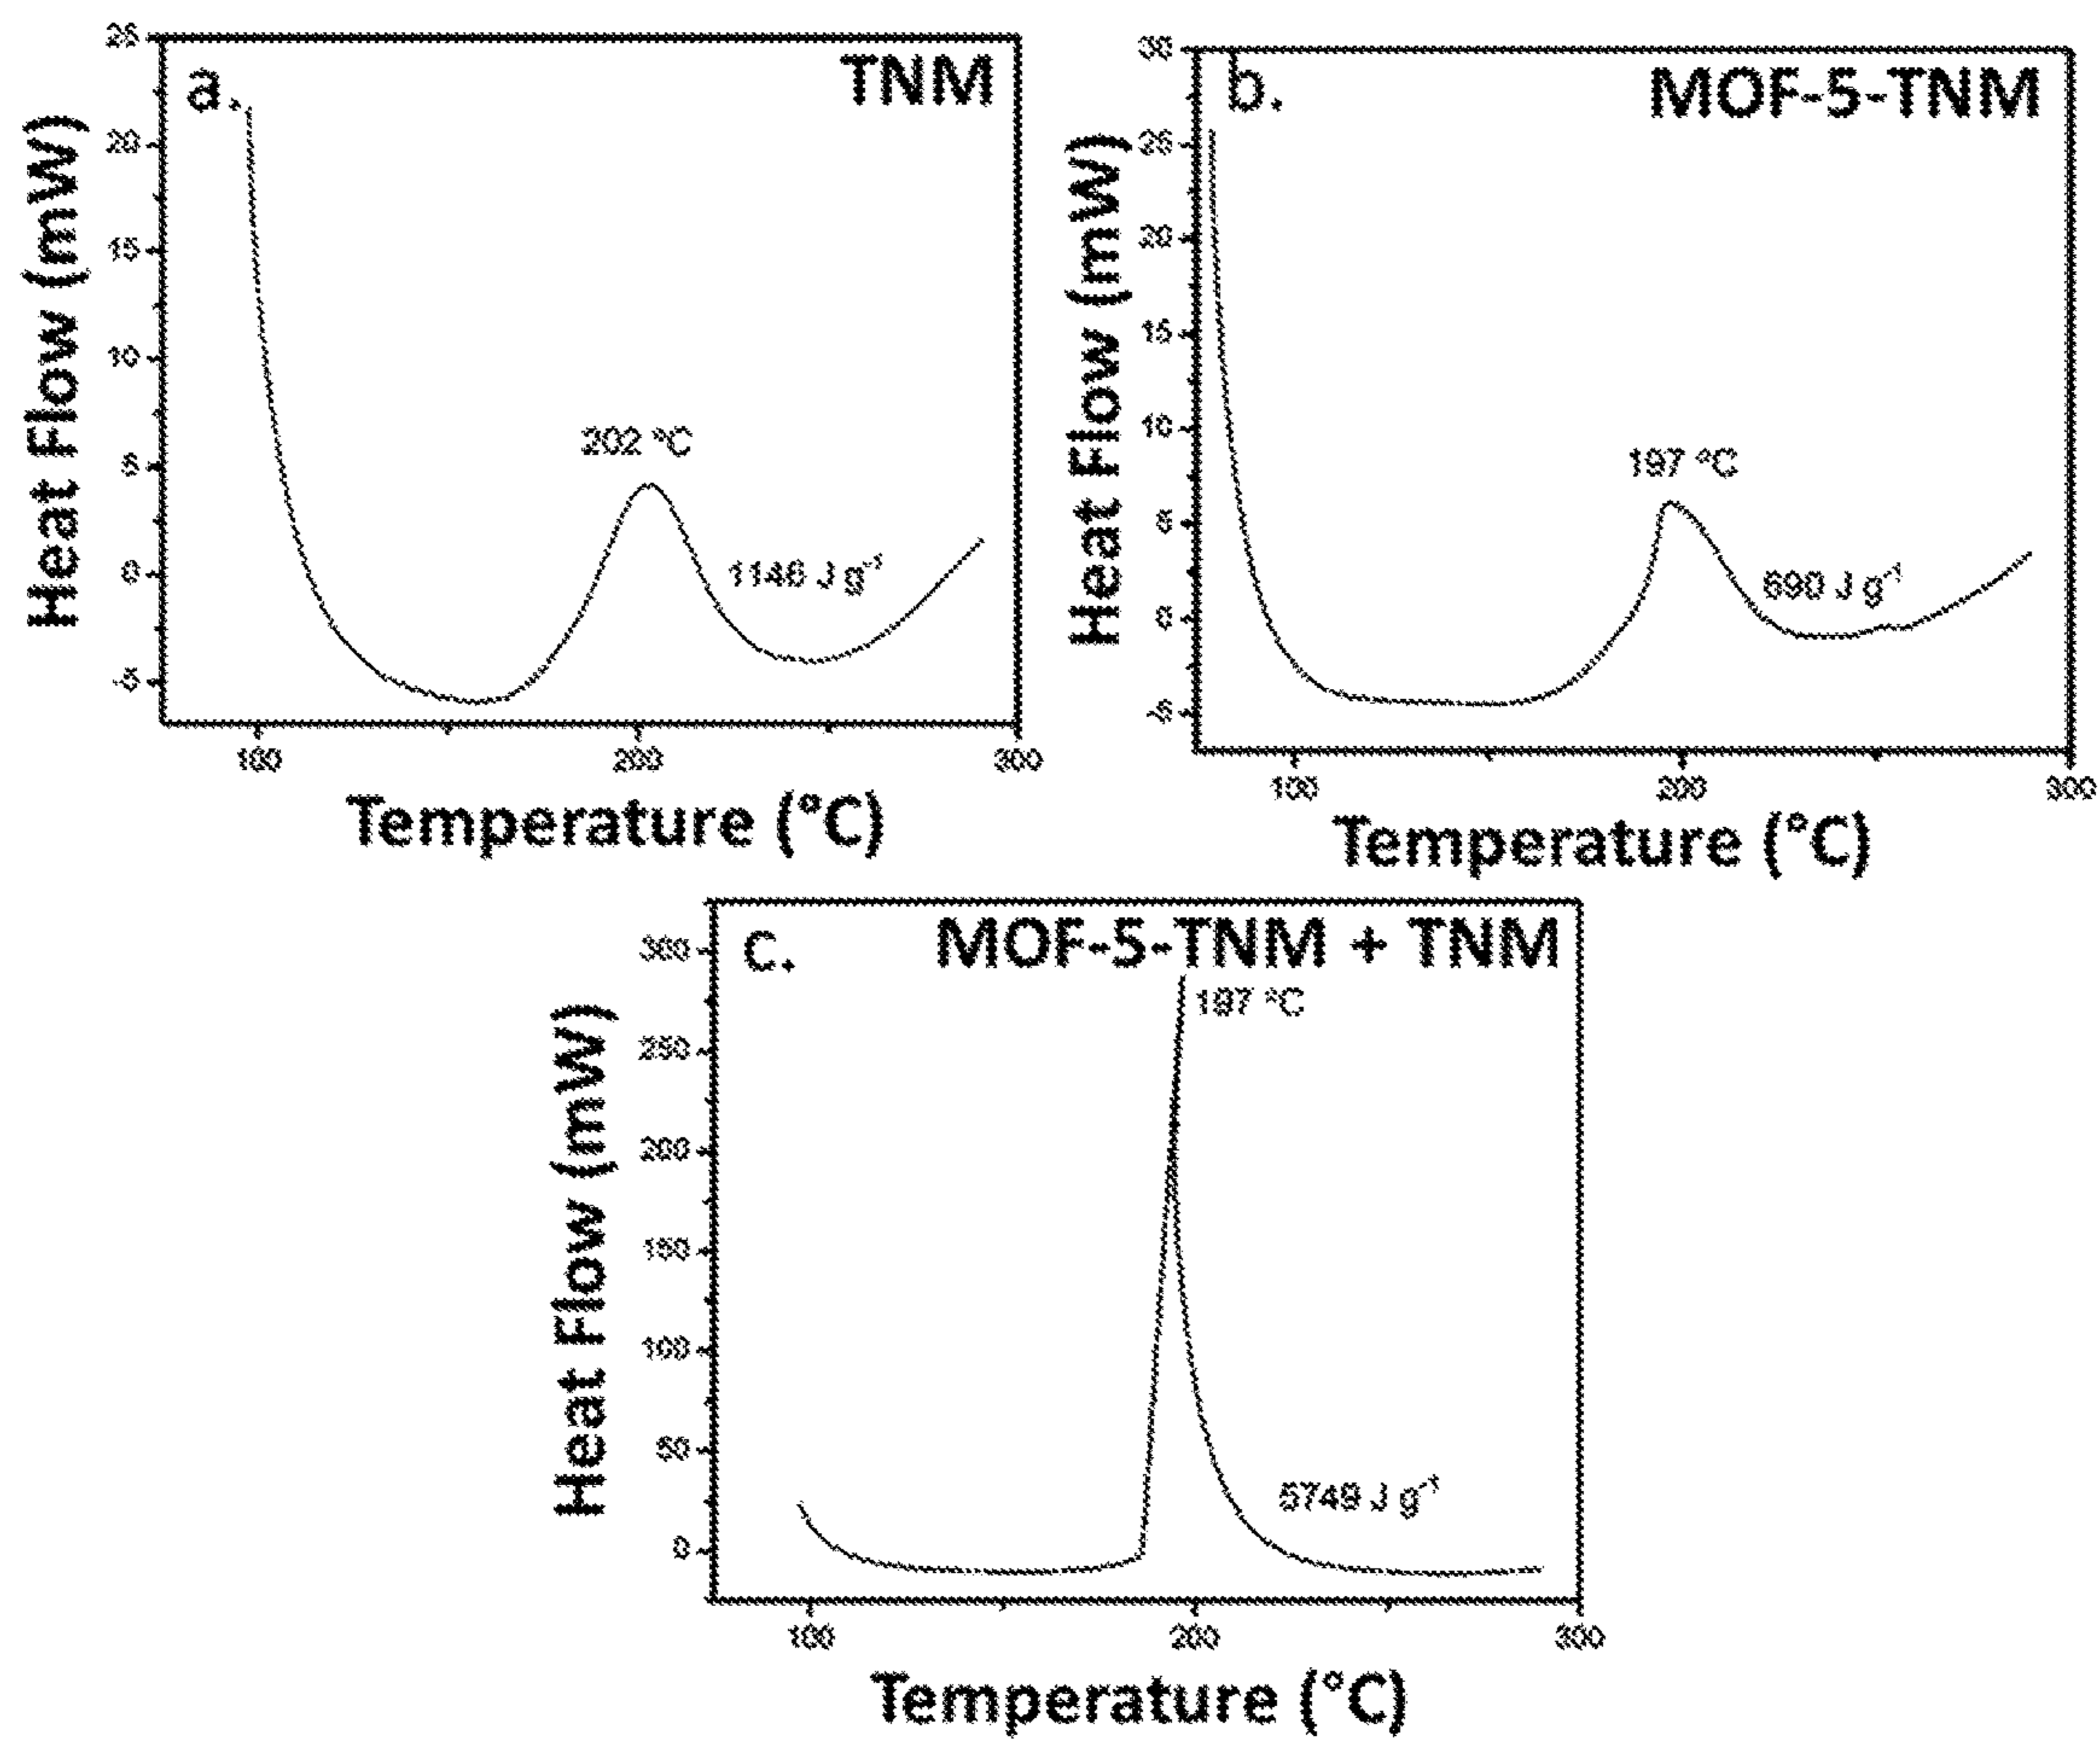 a.
TNM
Heat Flow (mW)
25
20
15
10
5
0
-5
202 °C
1146 J g⁻¹
100
200
300
Temperature (°C)
b.
MOF-5-TNM
Heat Flow (mW)
30
25
20
15
10
5
0
-5
197 °C
690 J g⁻¹
100
200
300
Temperature (°C)
c.
MOF-5-TNM + TNM
Heat Flow (mW)
300
250
200
150
100
50
0
197 °C
J g⁻¹
100
200
300
Temperature (°C)